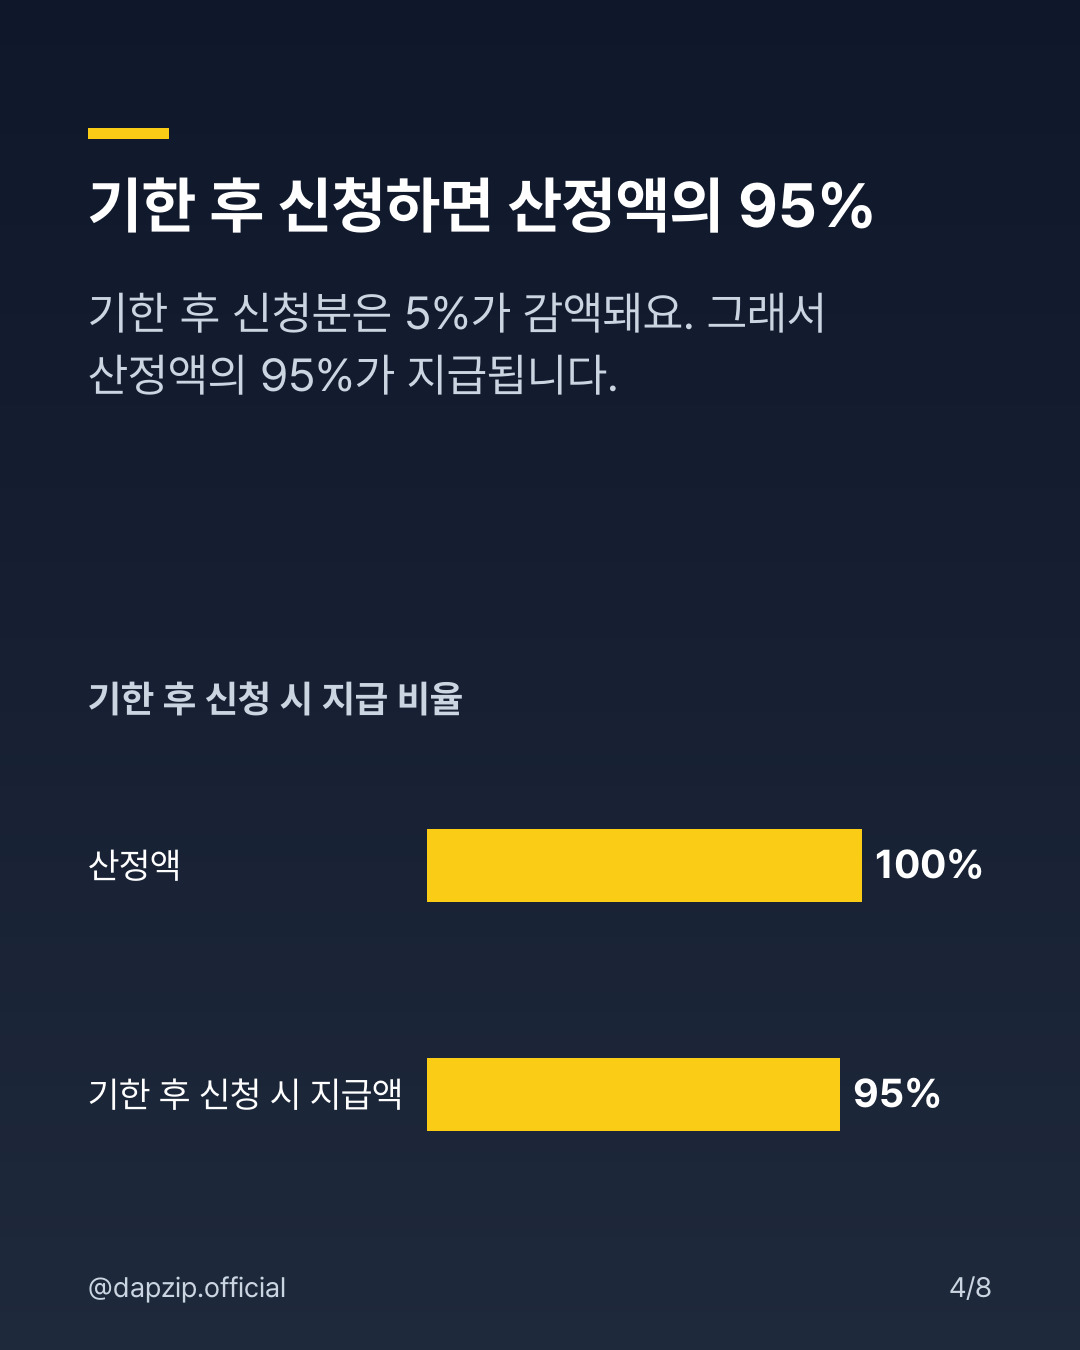 기한 후 신청하면 산정액의 95%
기한 후 신청분은 5%가 감액돼요. 그래서
산정액의 95%가 지급됩니다.
기한 후 신청 시 지급 비율
산정액 100%
기한 후 신청 시 지급액 95%
@dapzip.official 4/8